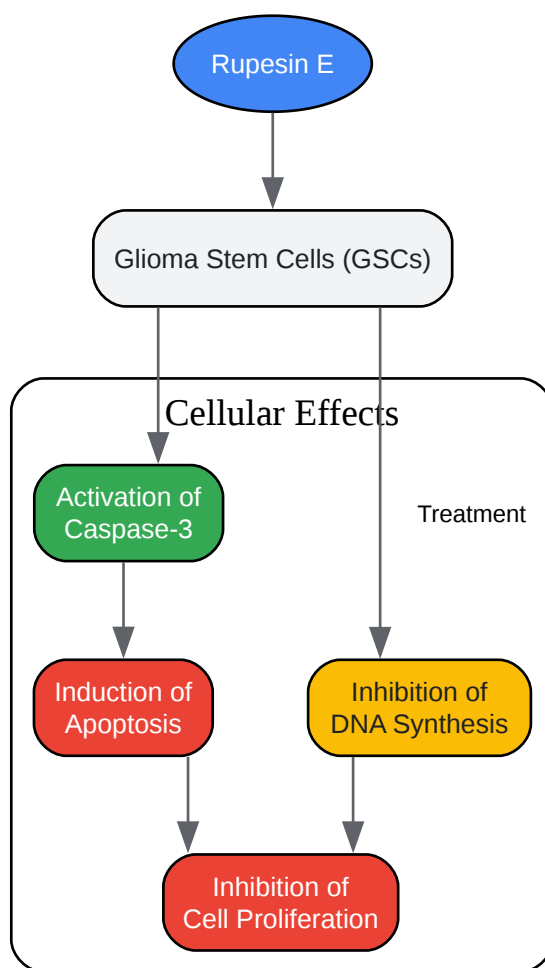 Rupesin E
Glioma Stem Cells (GSCs)
Cellular Effects
Activation of
Caspase-3
Treatment
Induction of
Apoptosis
Inhibition of
DNA Synthesis
Inhibition of
Cell Proliferation